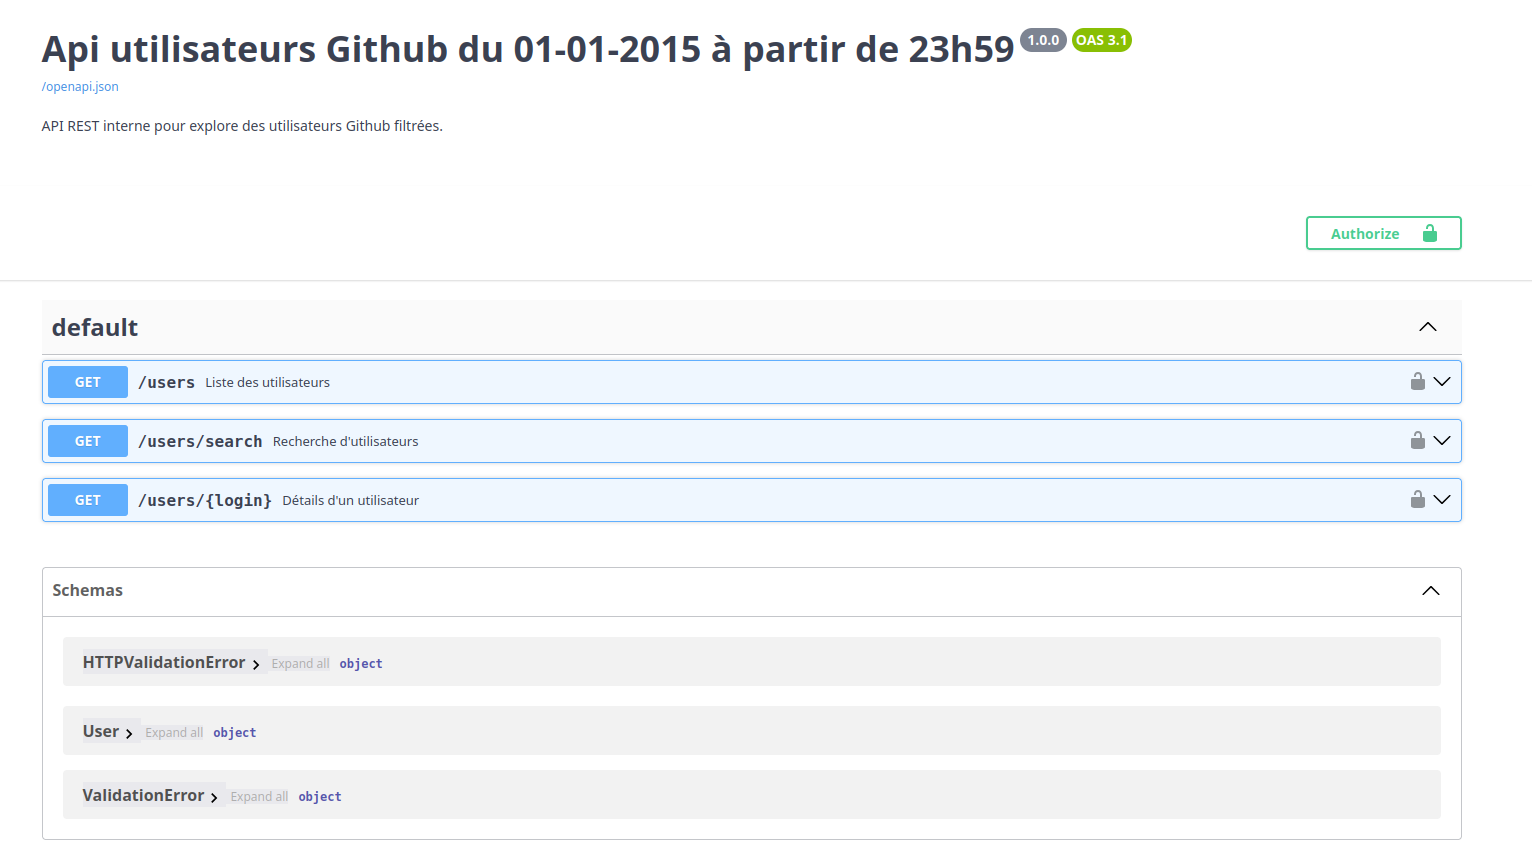 Api utilisateurs Github du 01-01-2015 à partir de 23h59 1.0.0 OAS 3.1
/openapi.json
API REST interne pour explore des utilisateurs Github filtrées.
Authorize
default
GET /users Liste des utilisateurs
GET /users/search Recherche d'utilisateurs
GET /users/{login} Détails d'un utilisateur
Schemas
HTTPValidationError Expand all object
User Expand all object
ValidationError Expand all object